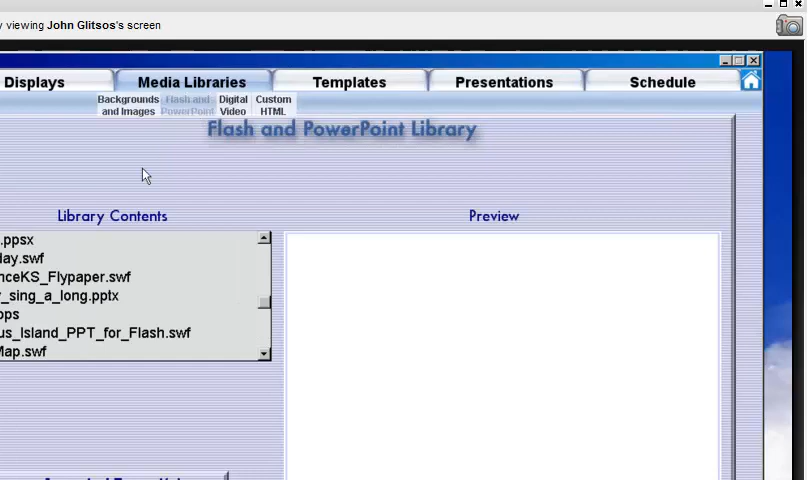 y viewing John Glitsos's screen
Displays Media Libraries Templates Presentations Schedule
Backgrounds and Images Flash and PowerPoint Digital Video Custom HTML
Flash and PowerPoint Library
Library Contents Preview
.ppsx
day.swf
nceKS_Flypaper.swf
_sing_a_long.pptx
pps
us_Island_PPT_for_Flash.swf
Map.swf